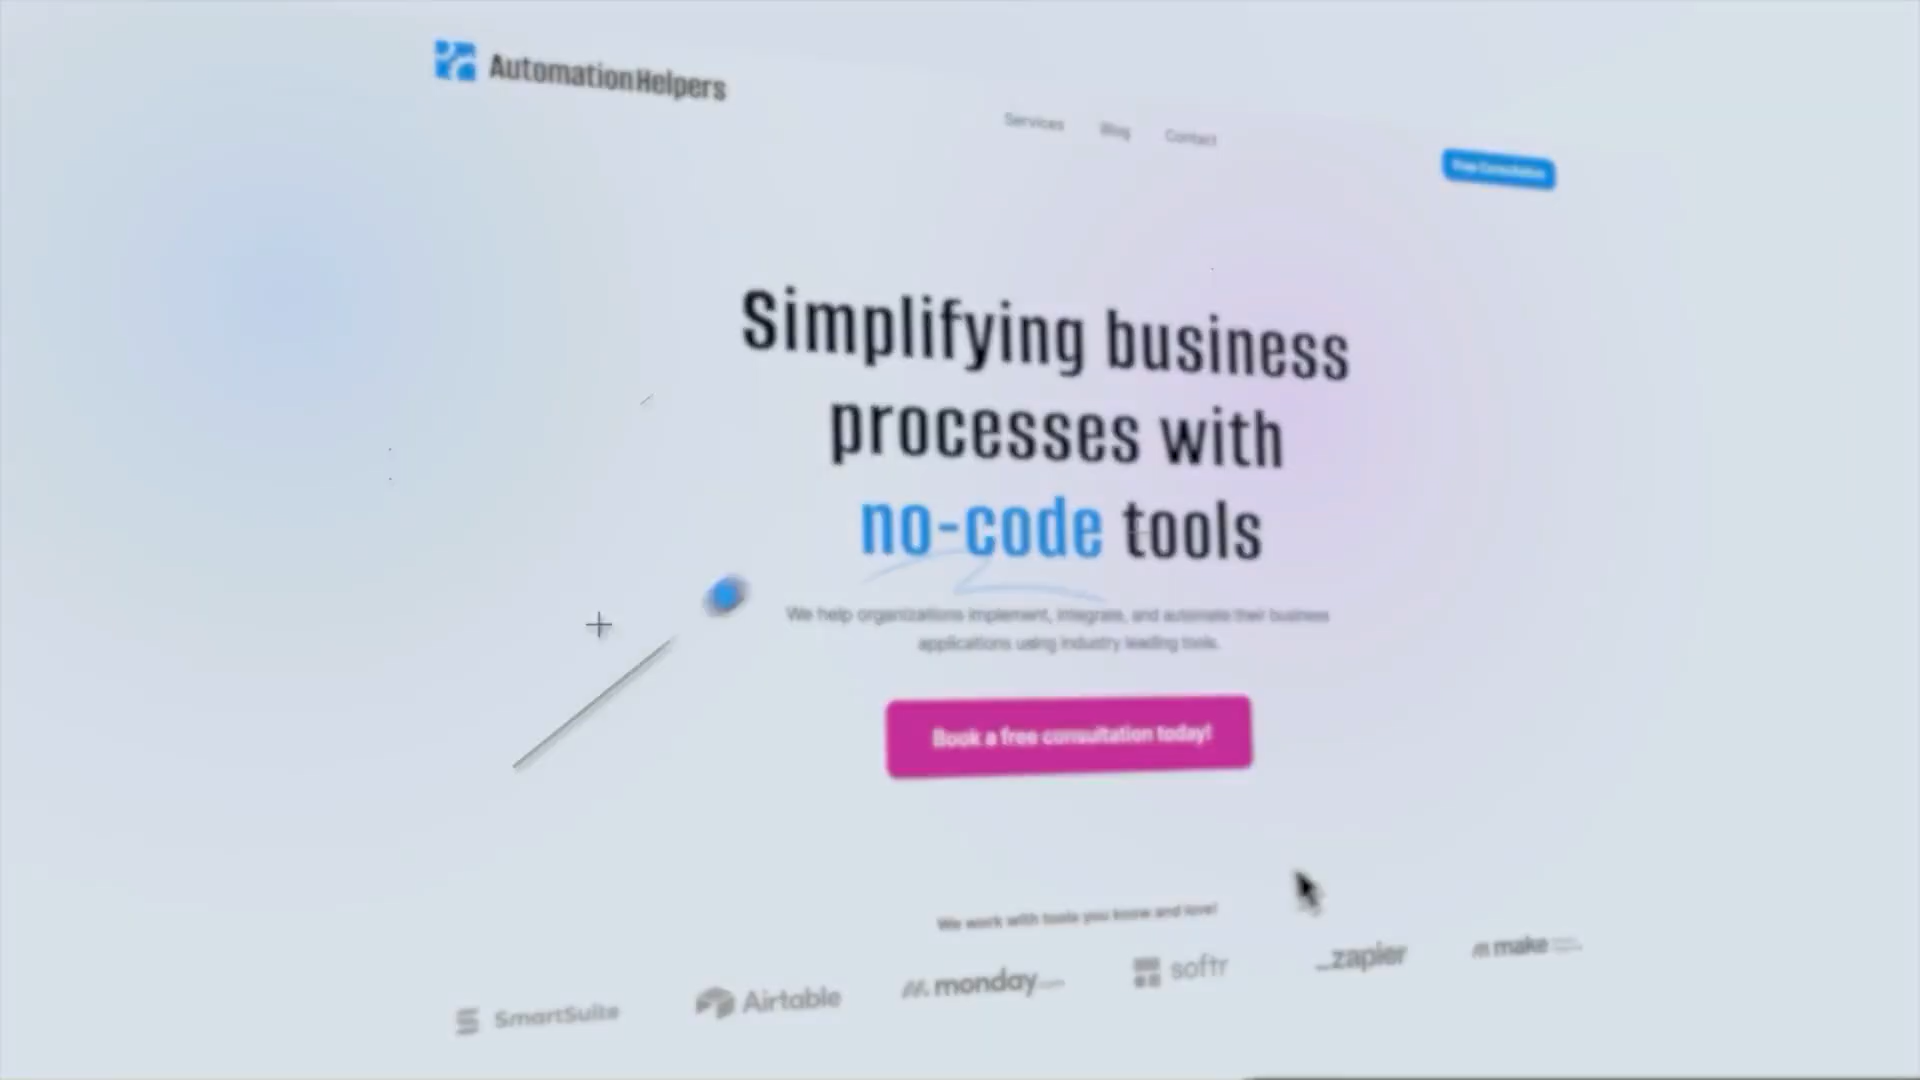 AutomationHelpers
Services Blog Contact
Free Consultation
Simplifying business
processes with
no-code tools
We help organizations implement, integrate, and automate their business
applications using industry leading tools.
Book a free consultation today!
We work with tools you know and love!
SmartSuite Airtable monday softr _zapier make